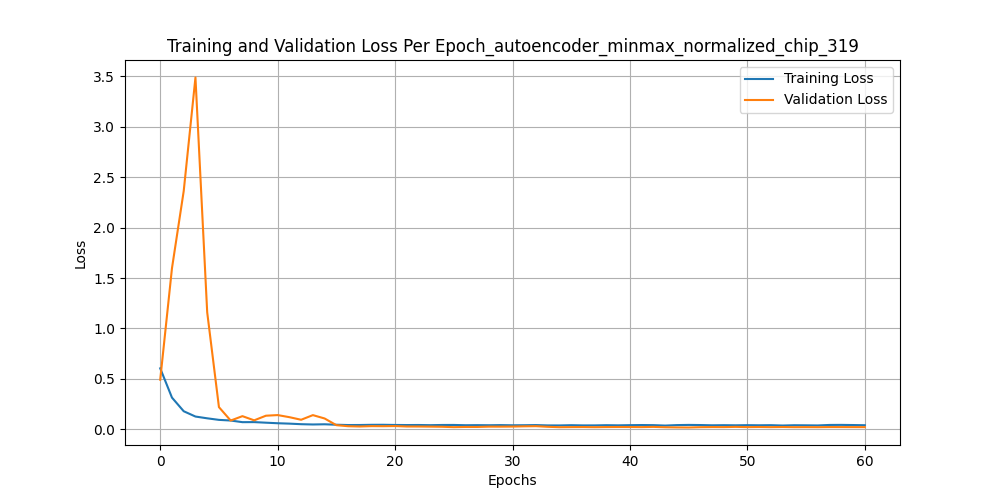 Training and Validation Loss Per Epoch_autoencoder_minmax_normalized_chip_319
Training Loss
Validation Loss
3.5
3.0
2.5
2.0
1.5
1.0
0.5
0.0
Loss
0 10 20 30 40 50 60
Epochs